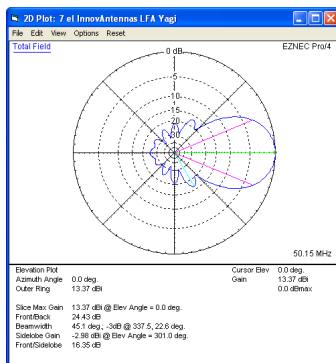 2D Plot: 7 el InnovAntennas LFA Yagi
File Edit View Options Reset
Total Field
EZNEC Pro/4
0 dB
-5
-10
-15
-20
-30
50.15 MHz
Elevation Plot
Azimuth Angle 0.0 deg.
Outer Ring 13.37 dBi
Cursor Elev 0.0 deg.
Gain 13.37 dBi
0.0 dBmax
Slice Max Gain 13.37 dBi @ Elev Angle = 0.0 deg.
Front/Back 24.43 dB
Beamwidth 45.1 deg.; -3dB @ 337.5, 22.6 deg.
Sidelobe Gain -2.98 dBi @ Elev Angle = 301.0 deg.
Front/Sidelobe 16.35 dB